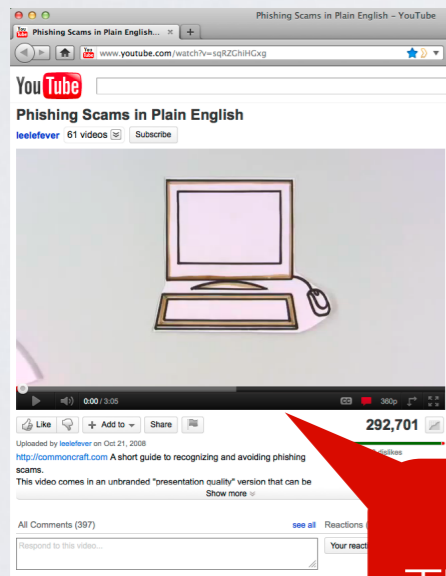 Phishing Scams in Plain English – YouTube
Phishing Scams in Plain English...
www.youtube.com/watch?v=sqRZGhiHGxg
YouTube
Phishing Scams in Plain English
leelefever 61 videos Subscribe
0:00 / 3:05 CC 360p
Like Add to Share 292,701
Uploaded by leelefever on Oct 21, 2008
dislikes
http://commoncraft.com A short guide to recognizing and avoiding phishing
scams.
This video comes in an unbranded "presentation quality" version that can be
Show more
All Comments (397) see all Reactions (
Respond to this video... Your react